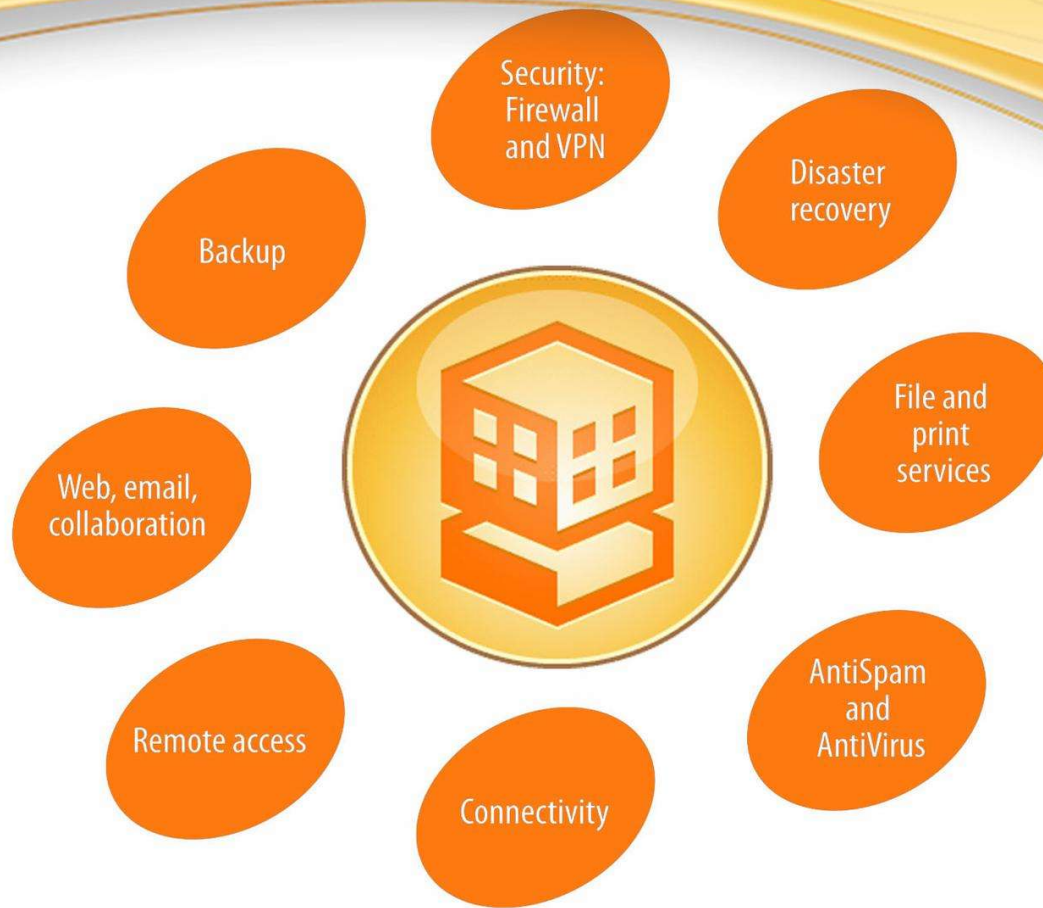 Security:
Firewall
and VPN
Disaster
recovery
Backup
File and
print
services
Web, email,
collaboration
AntiSpam
and
AntiVirus
Remote access
Connectivity